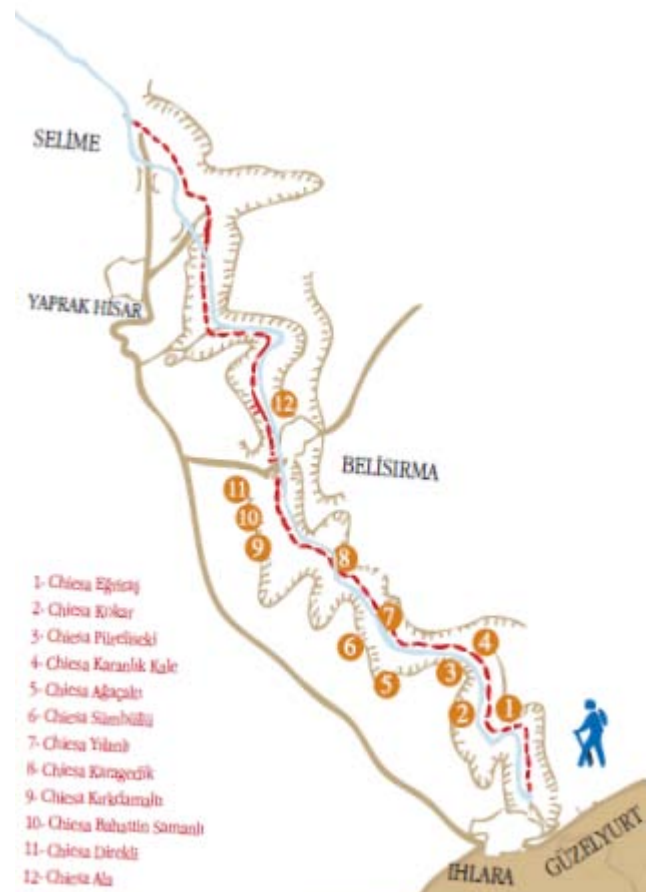 SELİME
YAPRAK HİSAR
12
BELİSIRMA
11
10
9
8
7
6
5
4
3
2
1
1- Chiesa Eğritaş
2- Chiesa Kokar
3- Chiesa Pürenliseki
4- Chiesa Karanlık Kale
5- Chiesa Ağaçaltı
6- Chiesa Sümbüllü
7- Chiesa Yılanlı
8- Chiesa Karagedik
9- Chiesa Kırkdamaltı
10- Chiesa Bahattin Samanlı
11- Chiesa Direkli
12- Chiesa Ala
IHLARA
GÜZELYURT